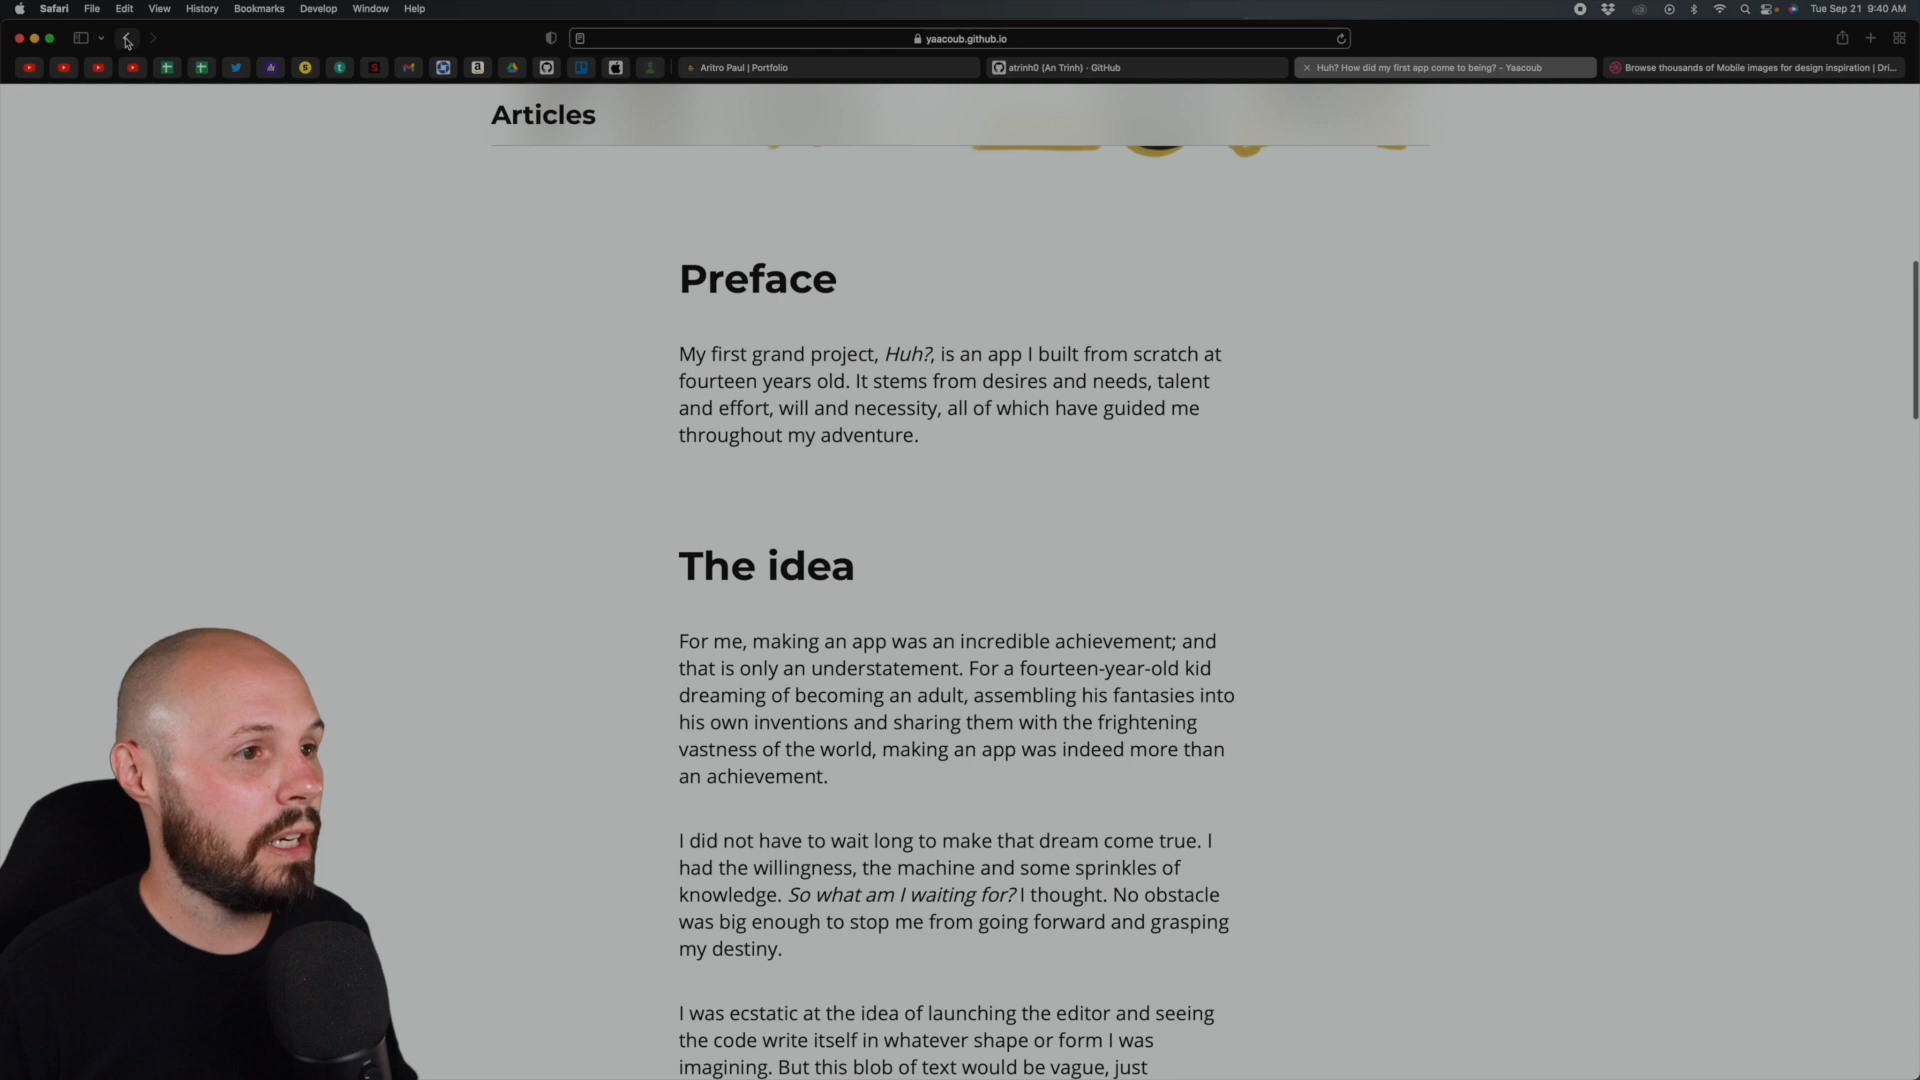 Safari File Edit View History Bookmarks Develop Window Help Tue Sep 21 9:40 AM
yaacoub.github.io
Aritro Paul | Portfolio
atrinh0 (An Trinh) · GitHub
Huh? How did my first app come to being? - Yaacoub
Browse thousands of Mobile images for design inspiration | Dri...
Articles
Preface
My first grand project, Huh?, is an app I built from scratch at
fourteen years old. It stems from desires and needs, talent
and effort, will and necessity, all of which have guided me
throughout my adventure.
The idea
For me, making an app was an incredible achievement; and
that is only an understatement. For a fourteen-year-old kid
dreaming of becoming an adult, assembling his fantasies into
his own inventions and sharing them with the frightening
vastness of the world, making an app was indeed more than
an achievement.
I did not have to wait long to make that dream come true. I
had the willingness, the machine and some sprinkles of
knowledge. So what am I waiting for? I thought. No obstacle
was big enough to stop me from going forward and grasping
my destiny.
I was ecstatic at the idea of launching the editor and seeing
the code write itself in whatever shape or form I was
imagining. But this blob of text would be vague, just